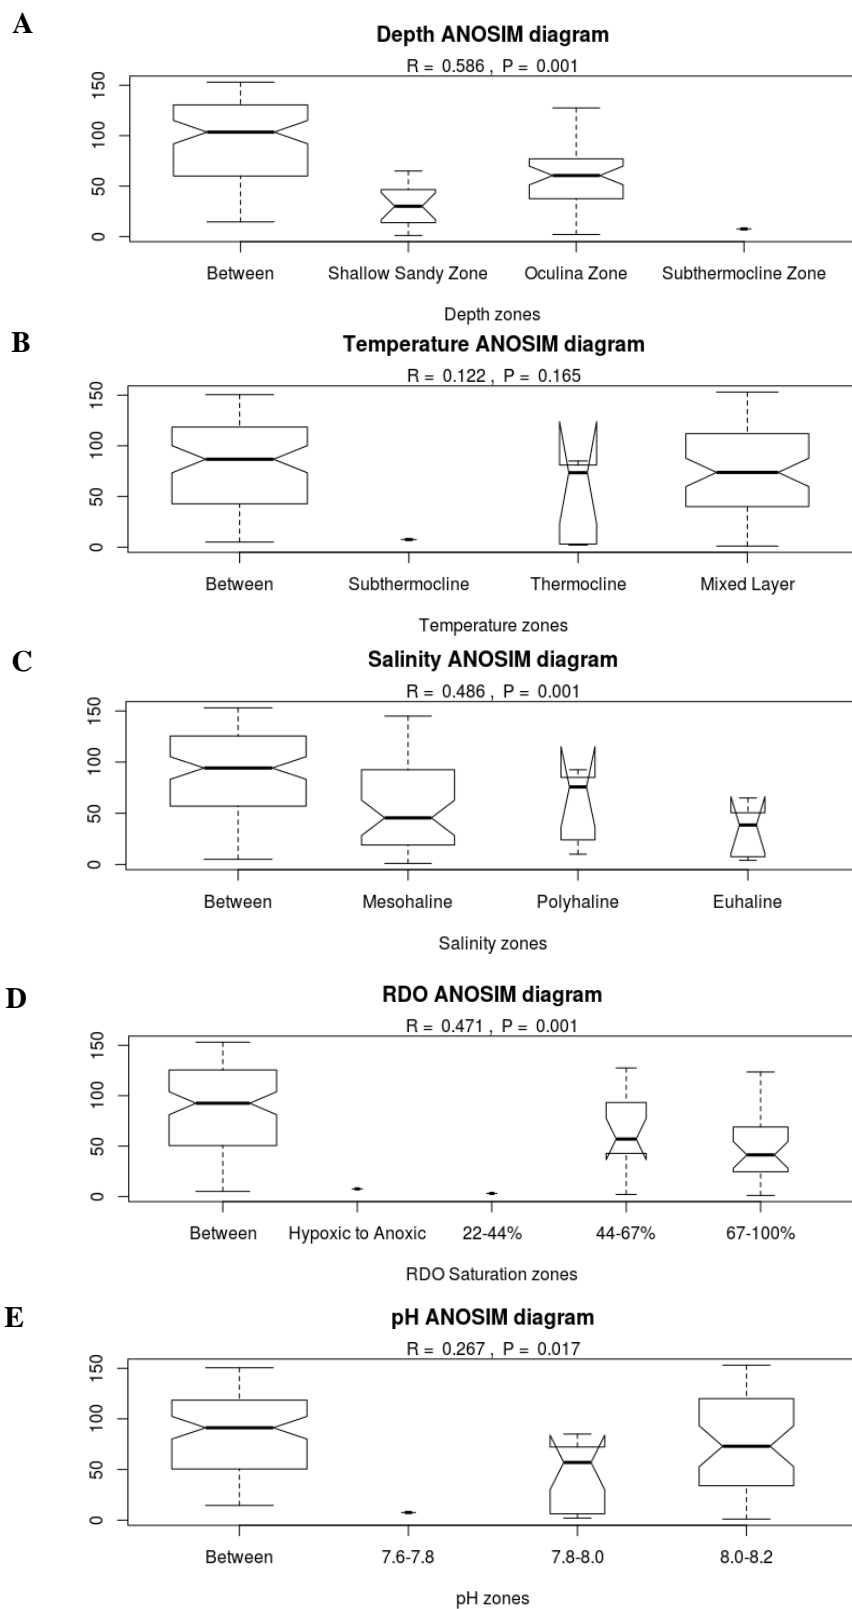 A
Depth ANOSIM diagram
R = 0.586 , P = 0.001
150
100
50
0
Between Shallow Sandy Zone Oculina Zone Subthermocline Zone
Depth zones
B
Temperature ANOSIM diagram
R = 0.122 , P = 0.165
150
100
50
0
Between Subthermocline Thermocline Mixed Layer
Temperature zones
C
Salinity ANOSIM diagram
R = 0.486 , P = 0.001
150
100
50
0
Between Mesohaline Polyhaline Euhaline
Salinity zones
D
RDO ANOSIM diagram
R = 0.471 , P = 0.001
150
100
50
0
Between Hypoxic to Anoxic 22-44% 44-67% 67-100%
RDO Saturation zones
E
pH ANOSIM diagram
R = 0.267 , P = 0.017
150
100
50
0
Between 7.6-7.8 7.8-8.0 8.0-8.2
pH zones